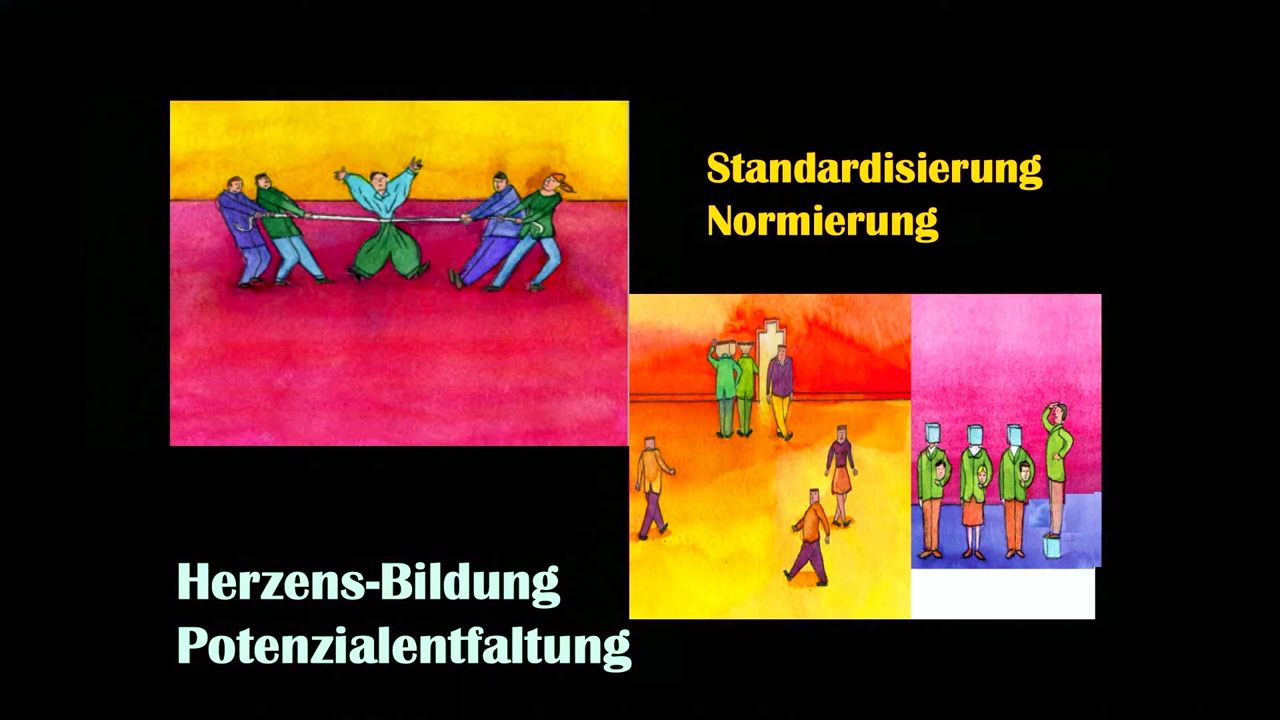 Standardisierung
Normierung
Herzens-Bildung
Potenzialentfaltung